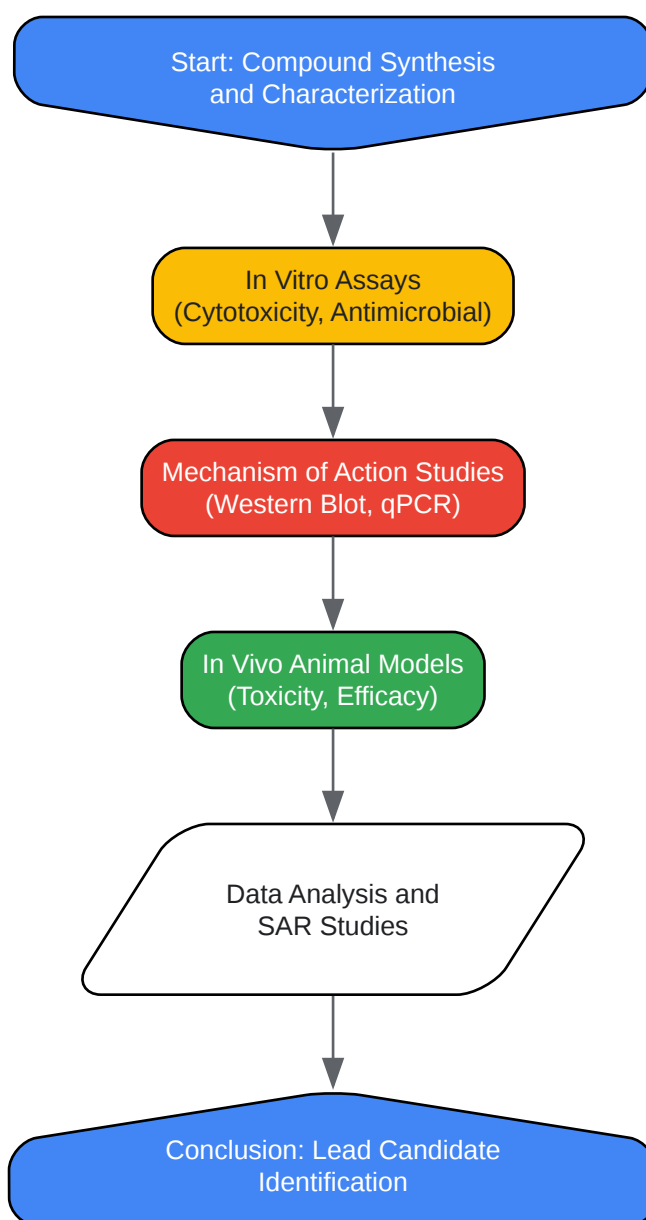 Start: Compound Synthesis
and Characterization
In Vitro Assays
(Cytotoxicity, Antimicrobial)
Mechanism of Action Studies
(Western Blot, qPCR)
In Vivo Animal Models
(Toxicity, Efficacy)
Data Analysis and
SAR Studies
Conclusion: Lead Candidate
Identification